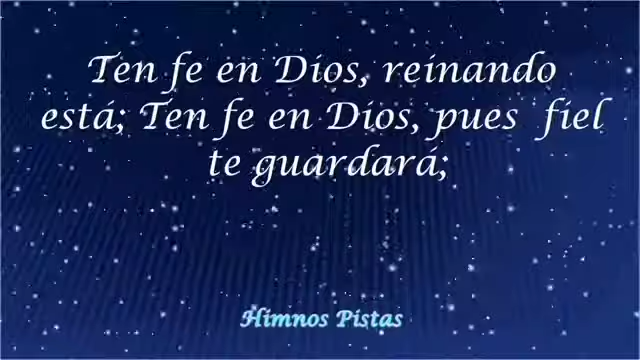 Ten fe en Dios, reinando
está; Ten fe en Dios, pues fiel
te guardará;
Himnos Pistas